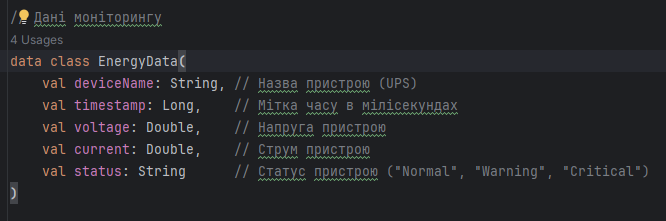 // Дані моніторингу
4 Usages
data class EnergyData(
    val deviceName: String, // Назва пристрою (UPS)
    val timestamp: Long,    // Мітка часу в мілісекундах
    val voltage: Double,    // Напруга пристрою
    val current: Double,    // Струм пристрою
    val status: String      // Статус пристрою ("Normal", "Warning", "Critical")
)